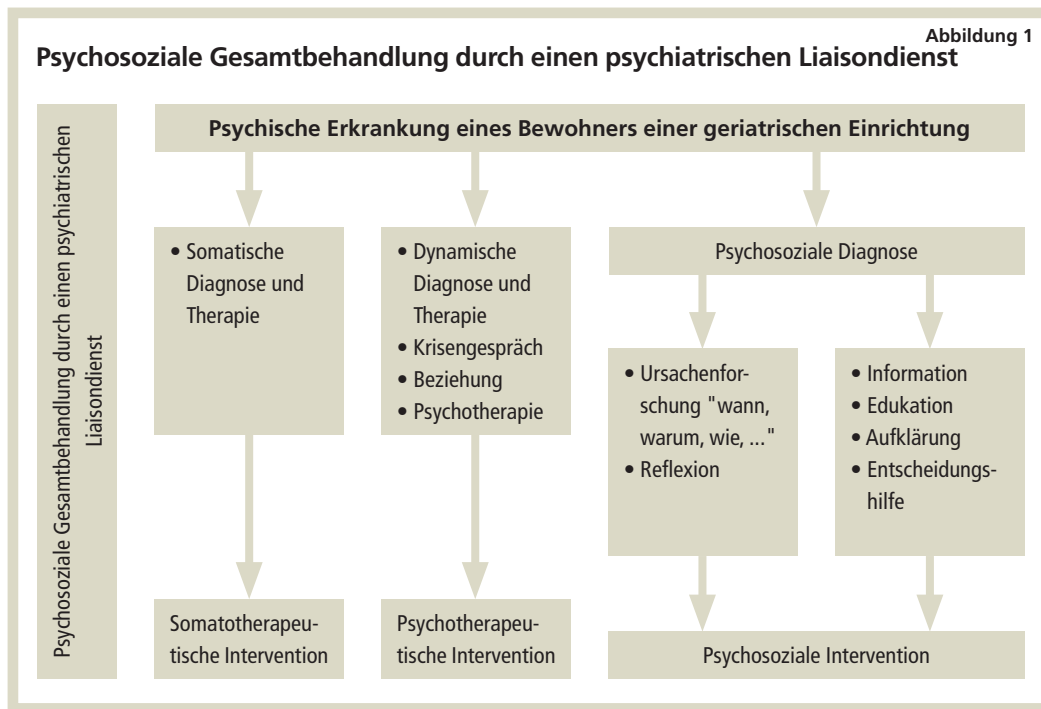 Abbildung 1
Psychosoziale Gesamtbehandlung durch einen psychiatrischen Liaisondienst
Psychosoziale Gesamtbehandlung durch einen psychiatrischen
Liaisondienst
Psychische Erkrankung eines Bewohners einer geriatrischen Einrichtung
• Somatische
Diagnose und
Therapie
• Dynamische
Diagnose und
Therapie
• Krisengespräch
• Beziehung
• Psychotherapie
Psychosoziale Diagnose
• Ursachenfor-
schung "wann,
warum, wie, ..."
• Reflexion
• Information
• Edukation
• Aufklärung
• Entscheidungs-
hilfe
Somatotherapeu-
tische Intervention
Psychotherapeu-
tische Intervention
Psychosoziale Intervention